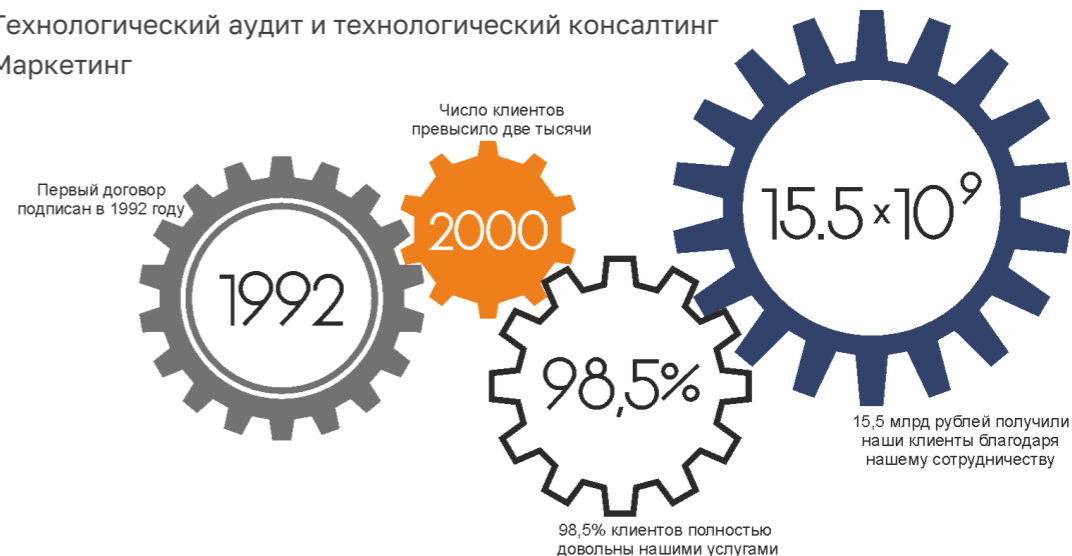 Технологический аудит и технологический консалтинг
Маркетинг
Число клиентов
превысило две тысячи
Первый договор
подписан в 1992 году
2000
15.5×10⁹
1992
98,5%
15,5 млрд рублей получили
наши клиенты благодаря
нашему сотрудничеству
98,5% клиентов полностью
довольны нашими услугами